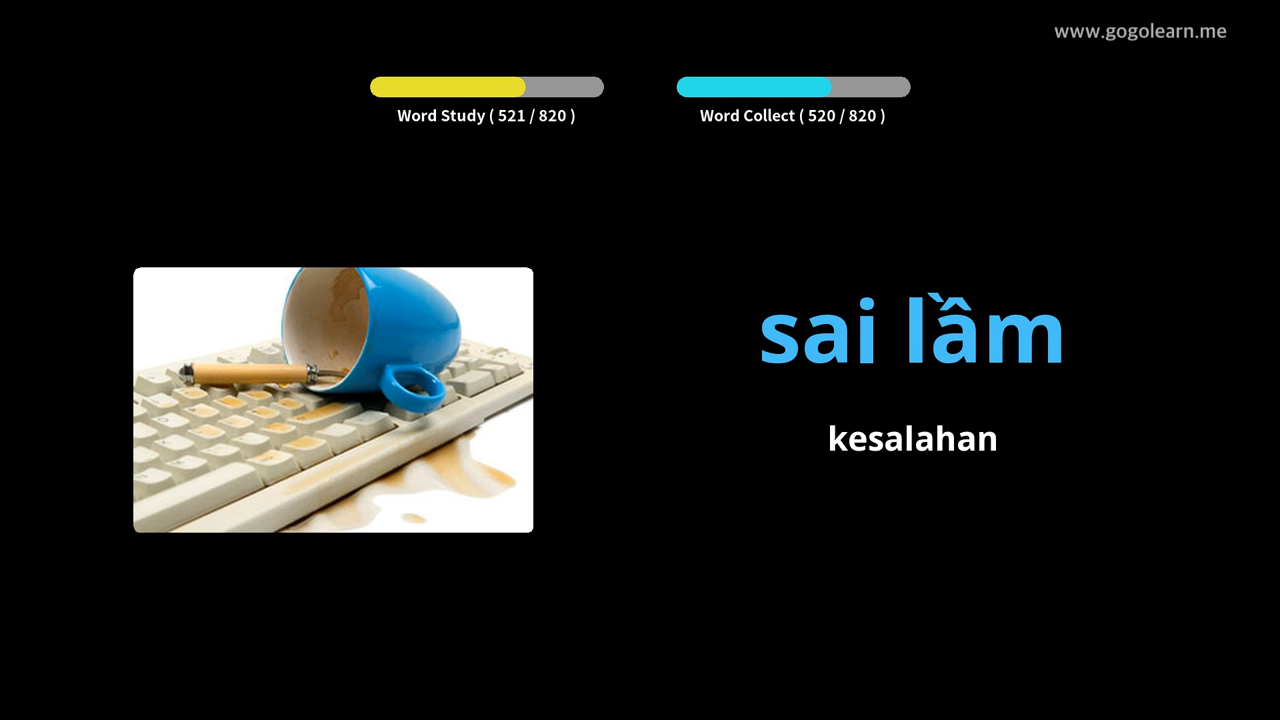 www.gogolearn.me
Word Study ( 521 / 820 )
Word Collect ( 520 / 820 )
sai lầm
kesalahan